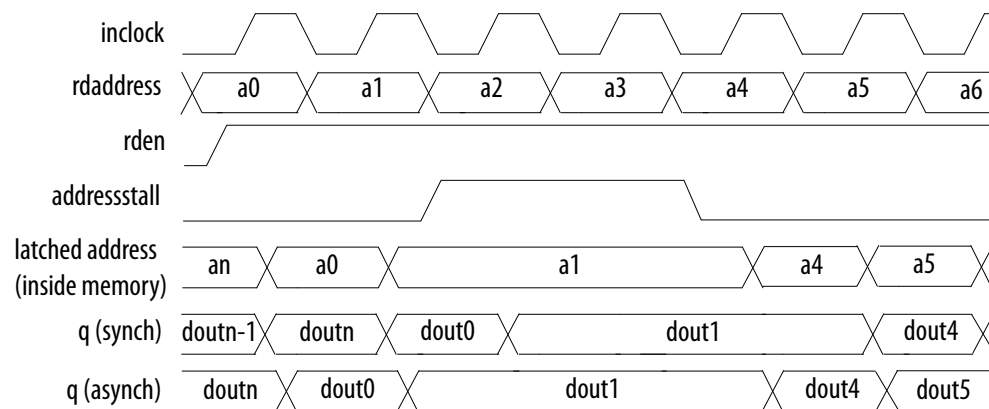 inclock
rdaddress a0 a1 a2 a3 a4 a5 a6
rden
addressstall
latched address
(inside memory) an a0 a1 a4 a5
q (synch) doutn-1 doutn dout0 dout1 dout4
q (asynch) doutn dout0 dout1 dout4 dout5